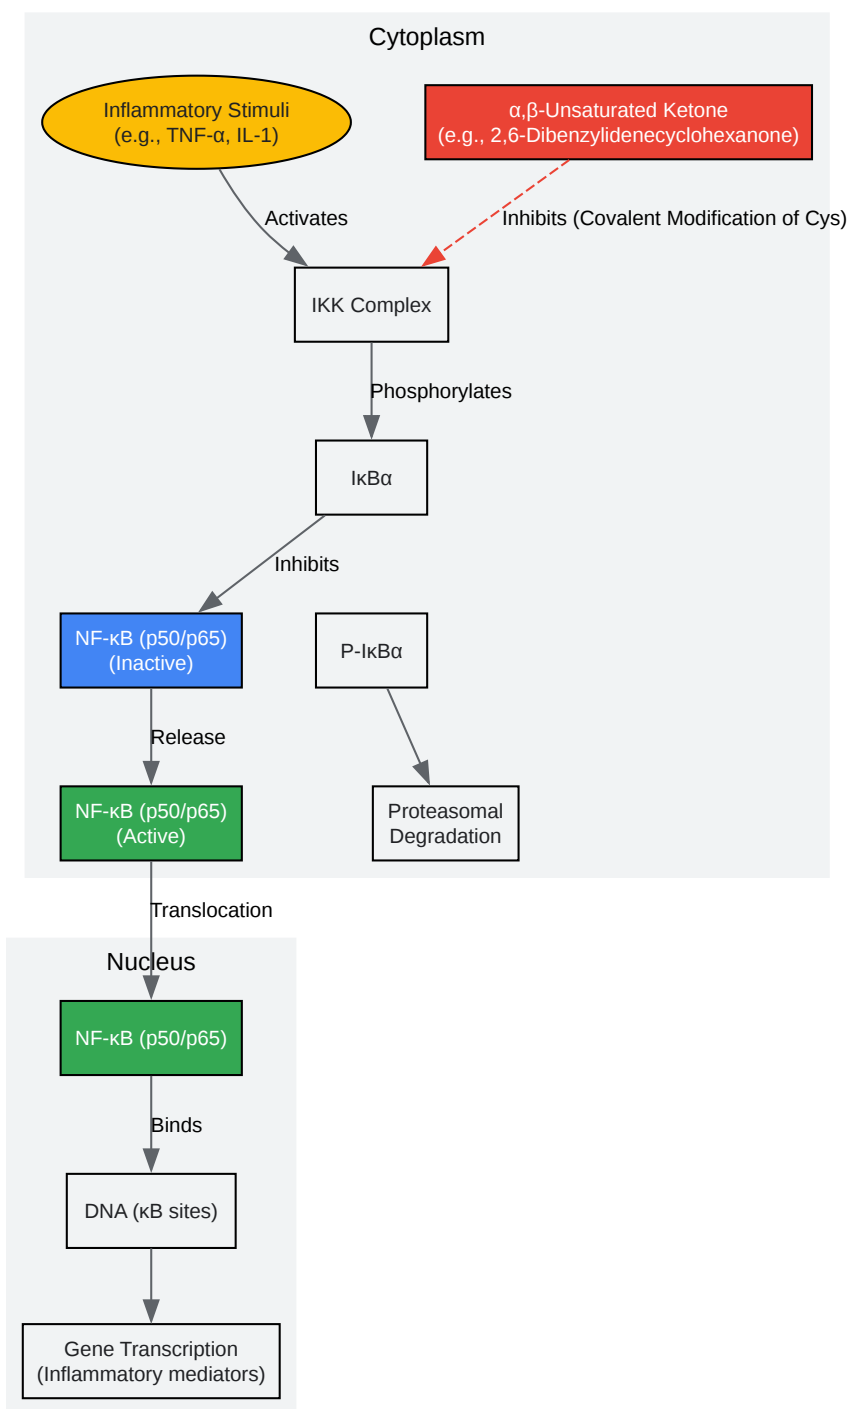 Cytoplasm
Inflammatory Stimuli
(e.g., TNF-α, IL-1)
α,β-Unsaturated Ketone
(e.g., 2,6-Dibenzylidenecyclohexanone)
Activates
Inhibits (Covalent Modification of Cys)
IKK Complex
Phosphorylates
IκBα
Inhibits
NF-κB (p50/p65)
(Inactive)
P-IκBα
Release
NF-κB (p50/p65)
(Active)
Proteasomal
Degradation
Translocation
Nucleus
NF-κB (p50/p65)
Binds
DNA (κB sites)
Gene Transcription
(Inflammatory mediators)